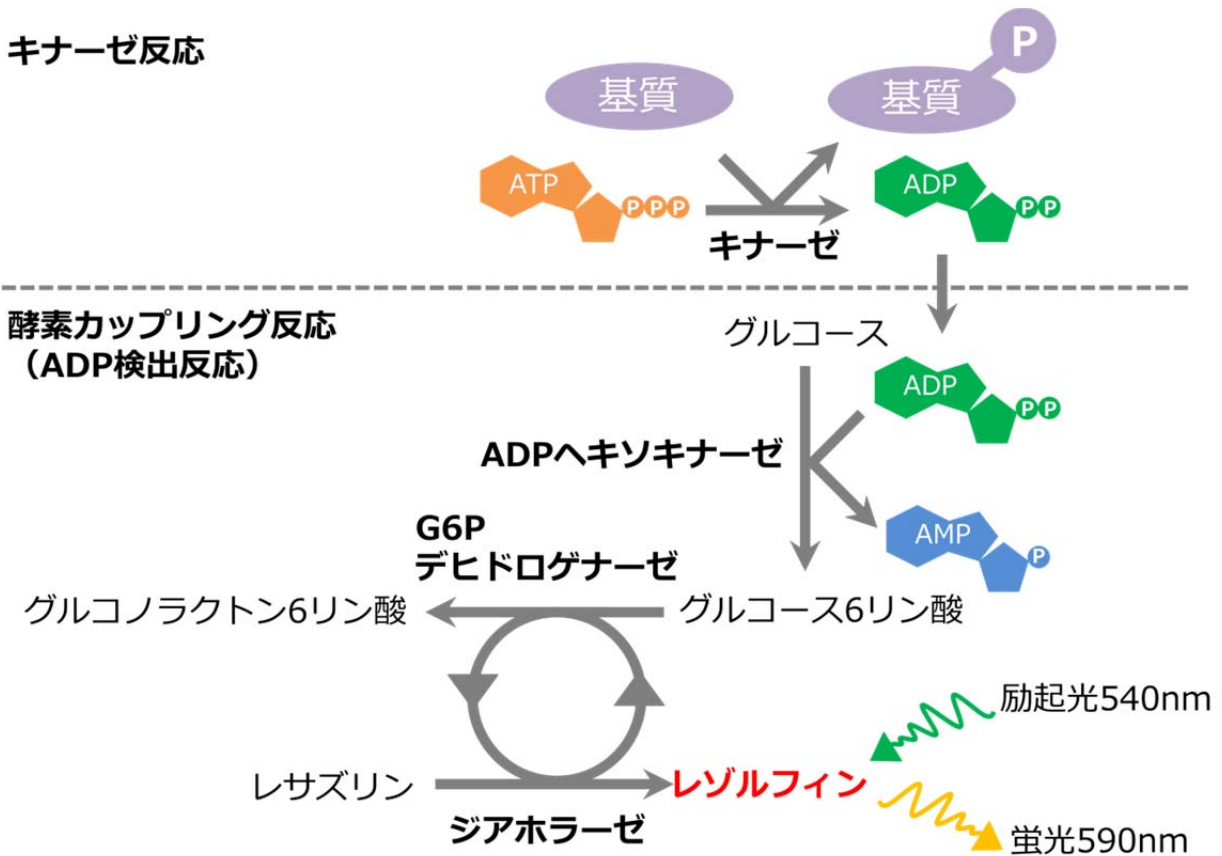 キナーゼ反応
P
基質
基質
ATP
PPP
ADP
PP
キナーゼ
酵素カップリング反応
（ADP検出反応）
グルコース
ADP
PP
ADPヘキソキナーゼ
AMP
P
G6P
デヒドロゲナーゼ
グルコノラクトン6リン酸
グルコース6リン酸
励起光540nm
レサズリン
レゾルフィン
ジアホラーゼ
蛍光590nm